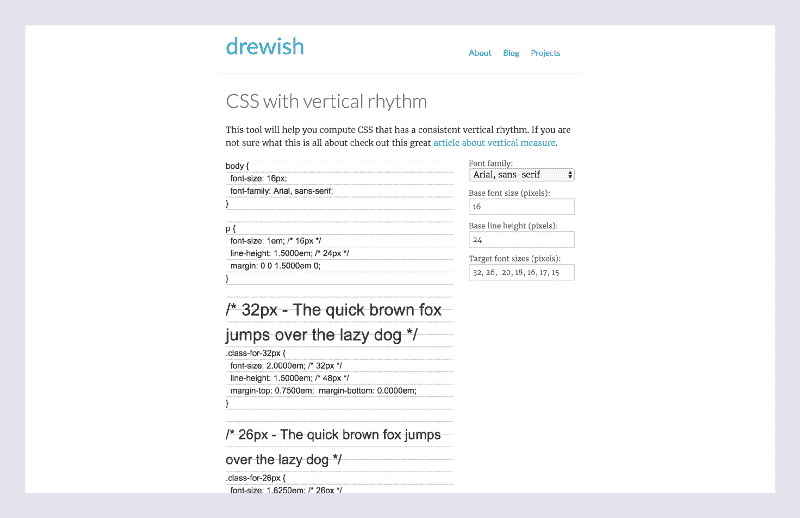 drewish
About Blog Projects
CSS with vertical rhythm
This tool will help you compute CSS that has a consistent vertical rhythm. If you are
not sure what this is all about check out this great article about vertical measure.
body {
font-size: 16px;
font-family: Arial, sans-serif;
}
p {
font-size: 1em; /* 16px */
line-height: 1.5000em; /* 24px */
margin: 0 0 1.5000em 0;
}
/* 32px - The quick brown fox
jumps over the lazy dog */
.class-for-32px {
font-size: 2.0000em; /* 32px */
line-height: 1.5000em; /* 48px */
margin-top: 0.7500em; margin-bottom: 0.0000em;
}
/* 26px - The quick brown fox jumps
over the lazy dog */
.class-for-26px {
font-size: 1.6250em; /* 26px */
Font family:
Arial, sans-serif
Base font size (pixels):
16
Base line height (pixels):
24
Target font sizes (pixels):
32, 26, 20, 18, 16, 17, 15